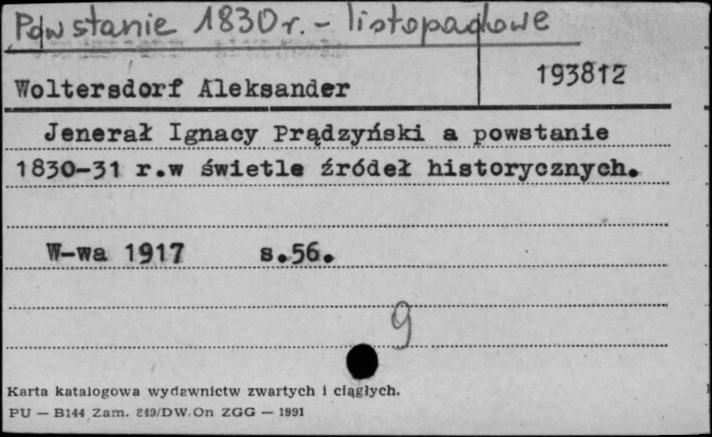 Powstanie 1830 r. - listopadowe
Woltersdorf Aleksander 193812
Jenerał Ignacy Prądzyński a powstanie
1830-31 r.w świetle źródeł historycznych.
W-wa 1917 s.56.
9
Karta katalogowa wydawnictw zwartych i ciągłych.
PU — B144 Zam. 849/DW.On ZGG — 1991